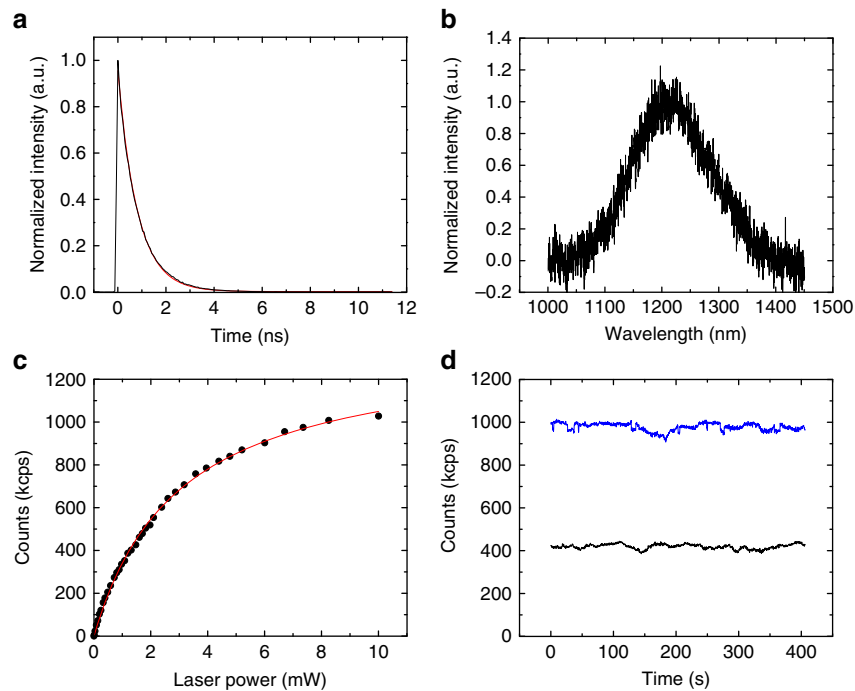 a
Normalized intensity (a.u.)
1.0
0.8
0.6
0.4
0.2
0.0
0 2 4 6 8 10 12
Time (ns)
b
Normalized intensity (a.u.)
1.4
1.2
1.0
0.8
0.6
0.4
0.2
0.0
–0.2
1000 1100 1200 1300 1400 1500
Wavelength (nm)
c
Counts (kcps)
1200
1000
800
600
400
200
0
0 2 4 6 8 10
Laser power (mW)
d
Counts (kcps)
1200
1000
800
600
400
200
0
0 100 200 300 400
Time (s)